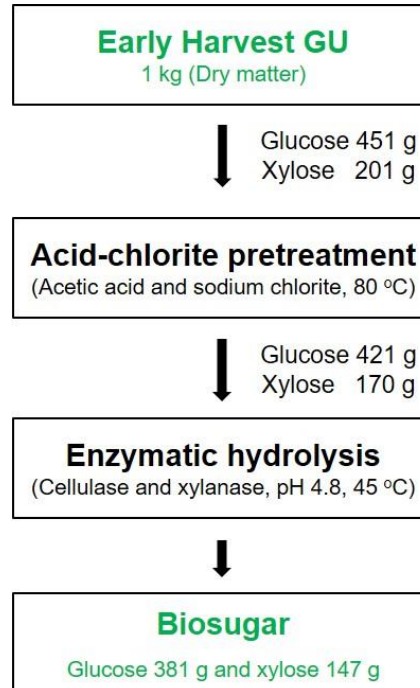 Early Harvest GU
1 kg (Dry matter)
Glucose 451 g
Xylose 201 g
Acid-chlorite pretreatment
(Acetic acid and sodium chlorite, 80 ºC)
Glucose 421 g
Xylose 170 g
Enzymatic hydrolysis
(Cellulase and xylanase, pH 4.8, 45 ºC)
Biosugar
Glucose 381 g and xylose 147 g